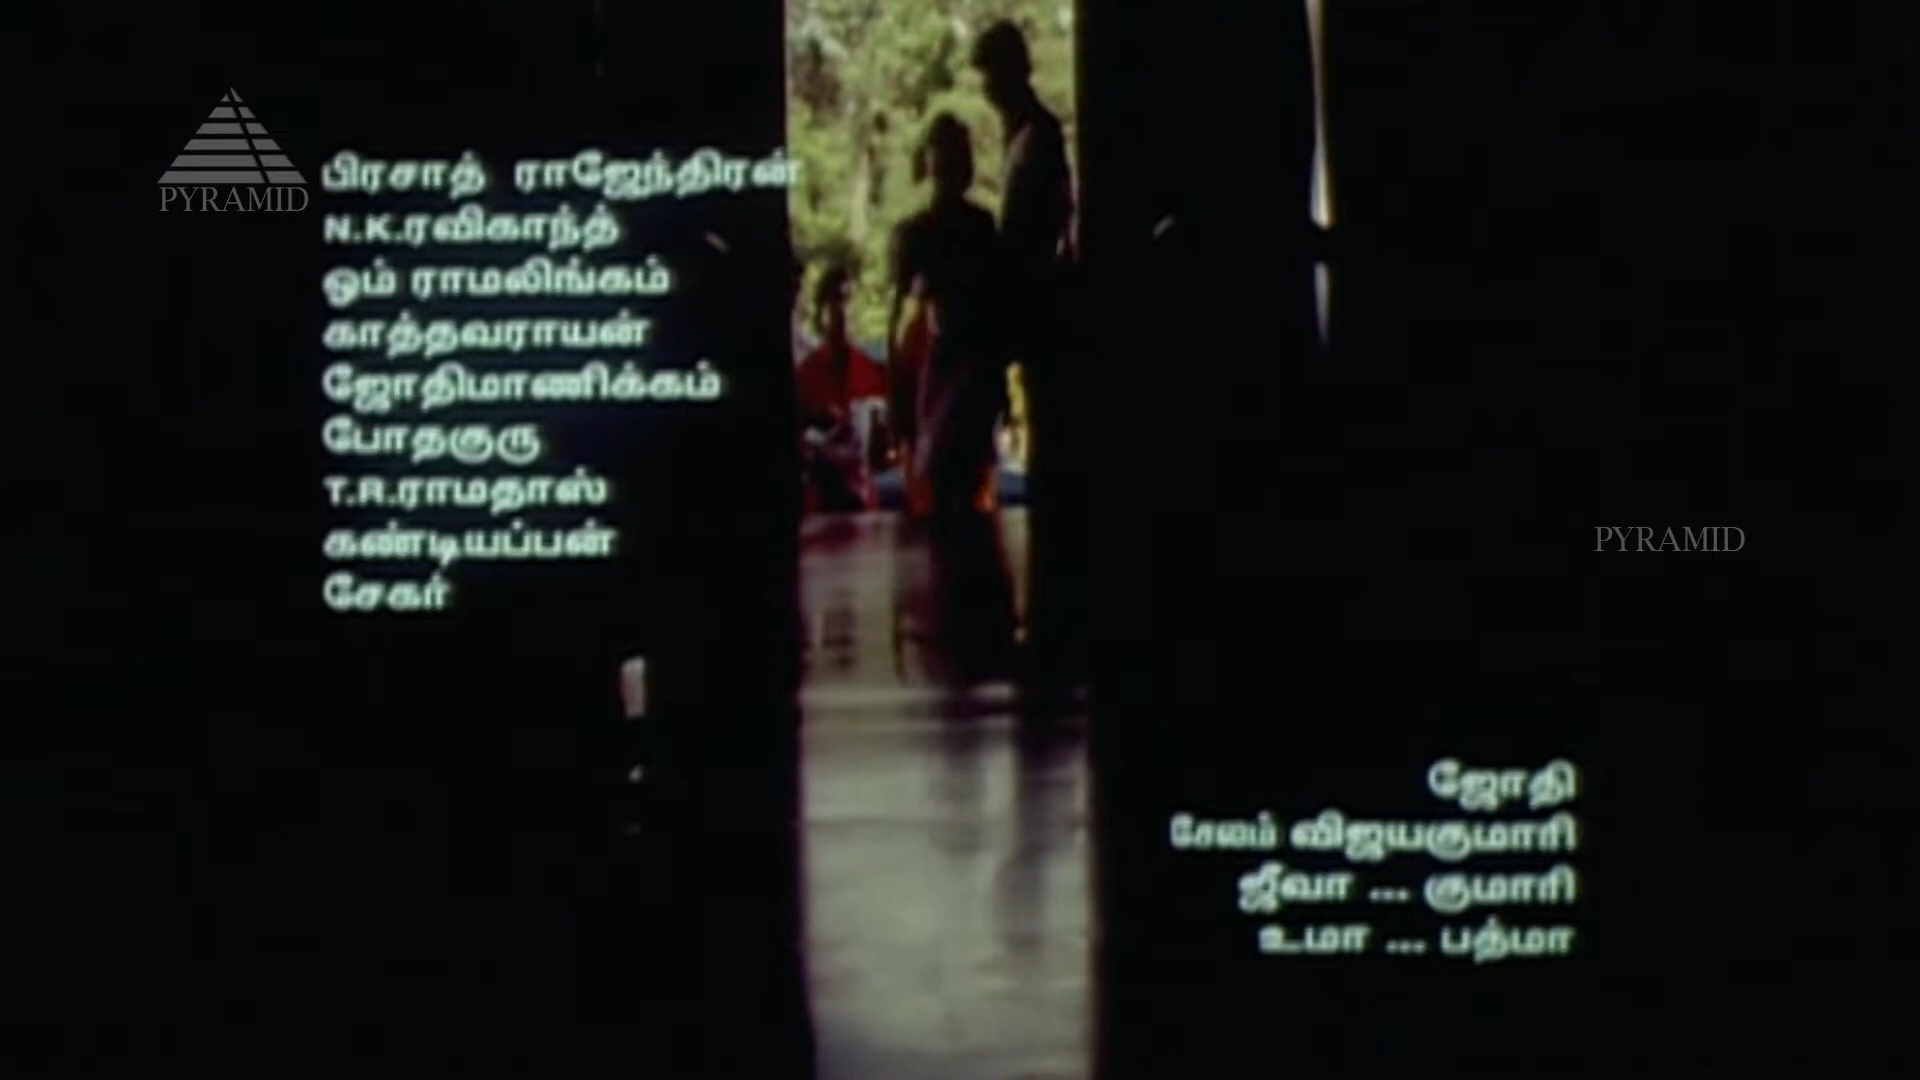 பிரசாத் ராஜேந்திரன்
PYRAMID
N.K.ரவிகாந்த்
ஓம் ராமலிங்கம்
காத்தவராயன்
ஜோதிமாணிக்கம்
போதகுரு
T.R.ராமதாஸ்
கண்டியப்பன்
PYRAMID
சேகர்
ஜோதி
சேலம் விஜயகுமாரி
ஜீவா ... குமாரி
உமா ... பத்மா